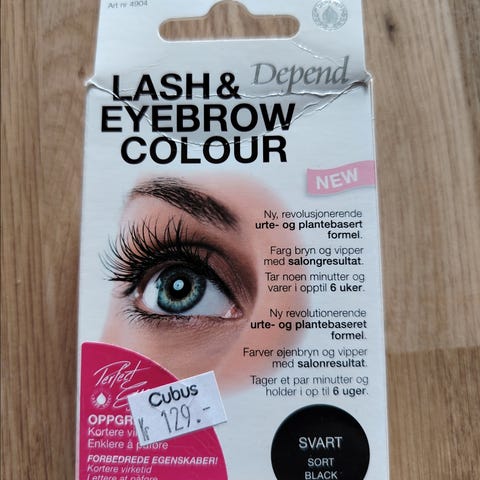 Art nr 4904
Depend
LASH &
EYEBROW
COLOUR
NEW
Ny, revolusjonerende
urte- og plantebasert
formel.
Farg bryn og vipper
med salongresultat.
Tar noen minutter og
varer i opptil 6 uker.
Ny revolutionerende
urte- og plantebaseret
formel.
Farver øjenbryn og vipper
med salonresultat.
Tager et par minutter og
holder i op til 6 uger.
Perfect
Cubus
kr 129.-
OPPGR
Kortere vir
Enklere å påføre
FORBEDREDE EGENSKABER!
Kortere virketid
Lettere at påføre
SVART
SORT
BLACK